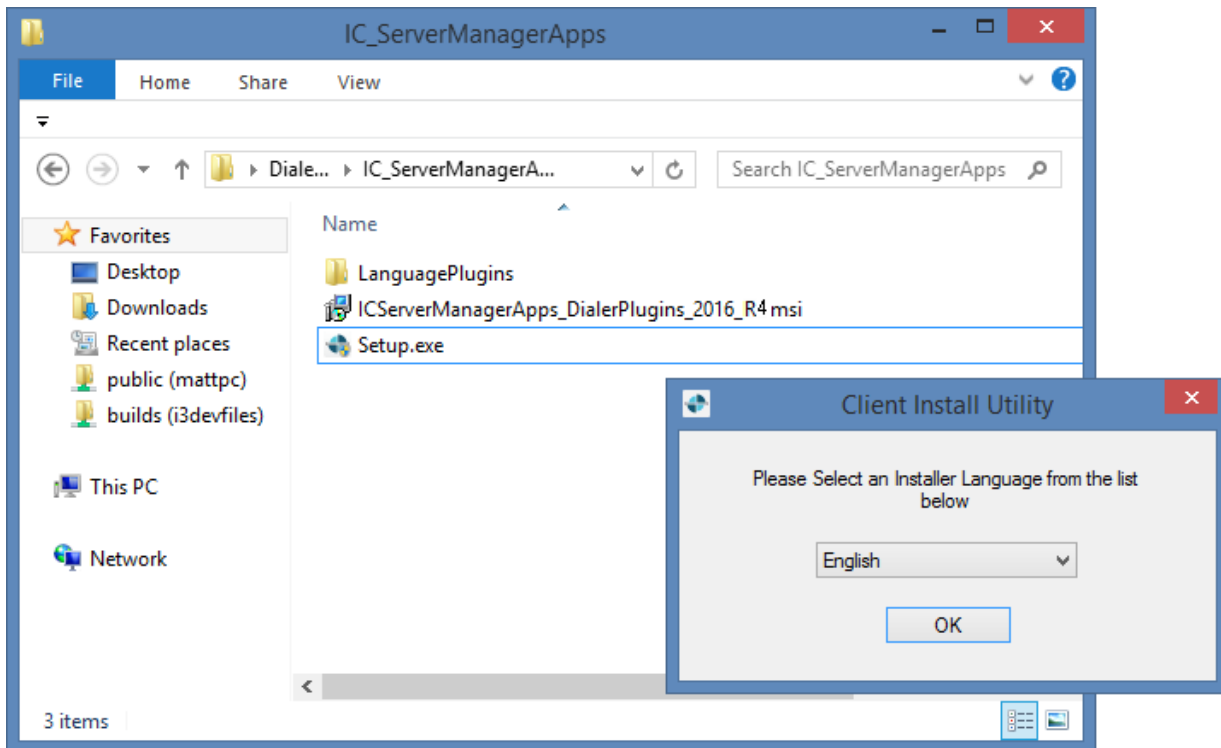 IC_ServerManagerApps
File Home Share View
Diale... IC_ServerManagerA... Search IC_ServerManagerApps
Favorites
Desktop
Downloads
Recent places
public (mattpc)
builds (i3devfiles)
This PC
Network
Name
LanguagePlugins
ICServerManagerApps_DialerPlugins_2016_R4 msi
Setup.exe
3 items
Client Install Utility
Please Select an Installer Language from the list
below
English
OK